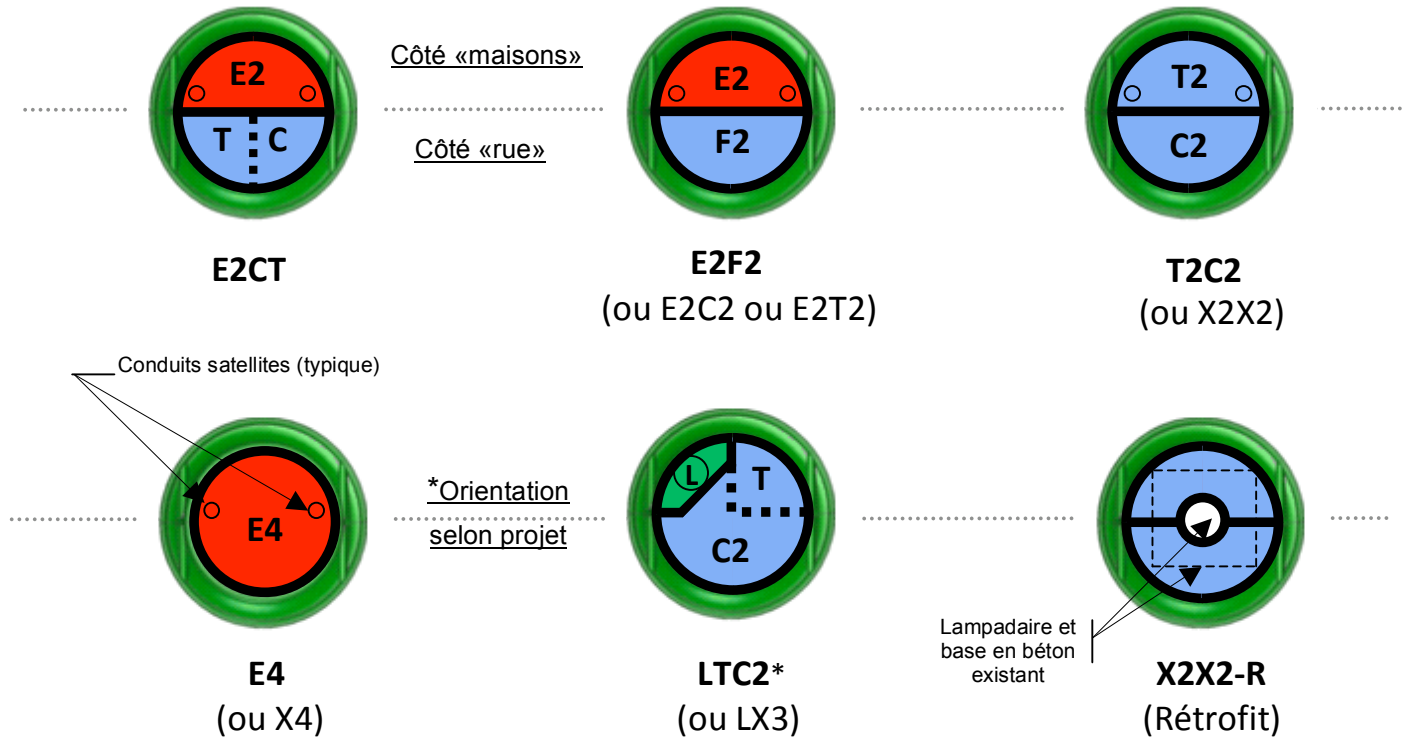 E2
T C
E2CT
Côté «maisons»
Côté «rue»
E2
F2
E2F2
(ou E2C2 ou E2T2)
T2
C2
T2C2
(ou X2X2)
Conduits satellites (typique)
E4
E4
(ou X4)
*Orientation
selon projet
L
T
C2
LTC2*
(ou LX3)
Lampadaire et
base en béton
existant
X2X2-R
(Rétrofit)